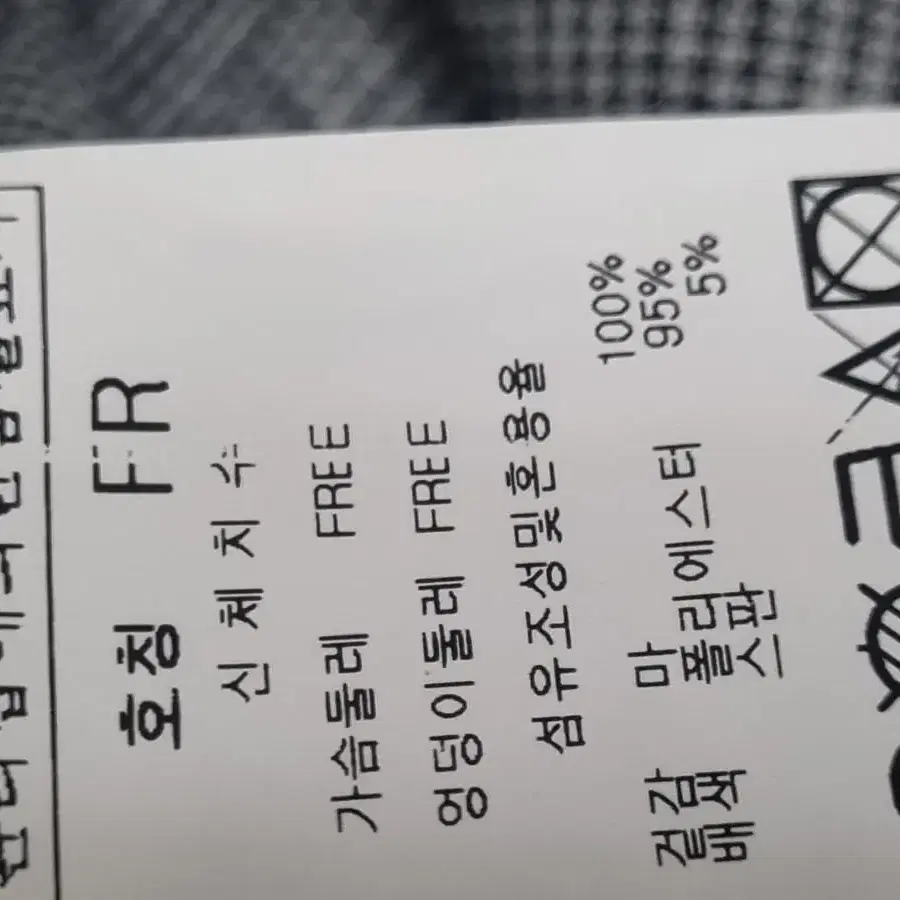 호칭 FR
신체치수
가슴둘레 FREE
엉덩이둘레 FREE
섬유조성및혼용율
겉감 마 100%
배색 폴리에스터 95%
스판 5%